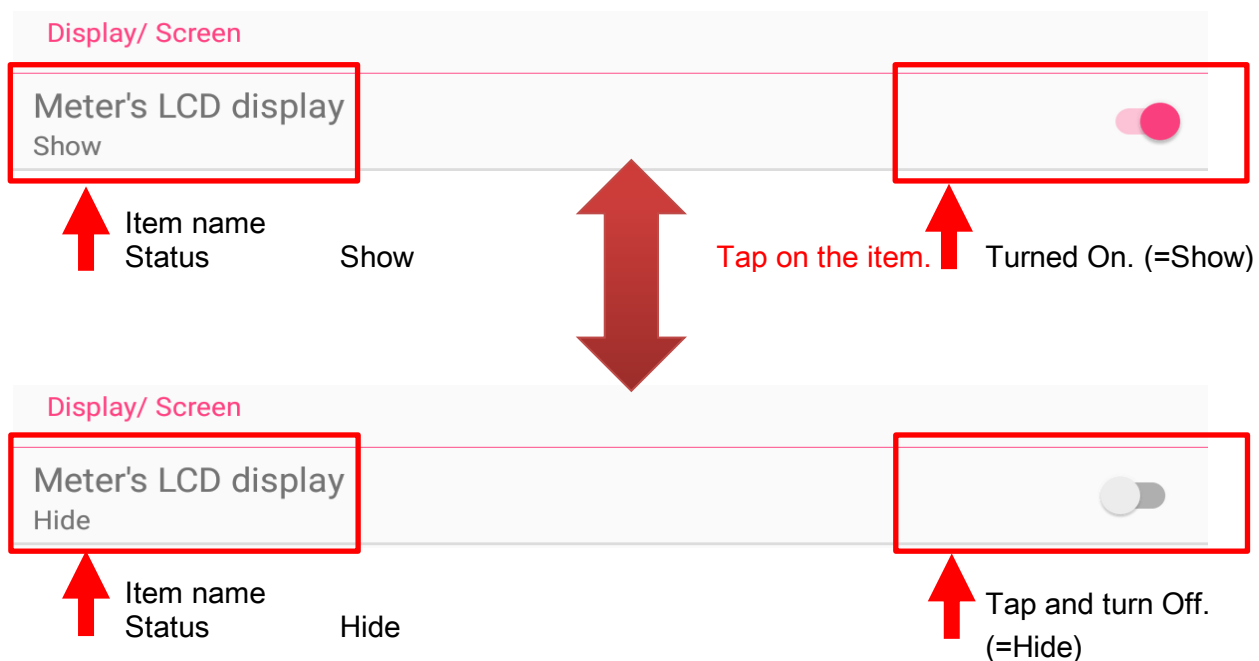 Display/ Screen
Meter's LCD display
Show
Item name
Status Show
Tap on the item.
Turned On. (=Show)
Display/ Screen
Meter's LCD display
Hide
Item name
Status Hide
Tap and turn Off.
(=Hide)